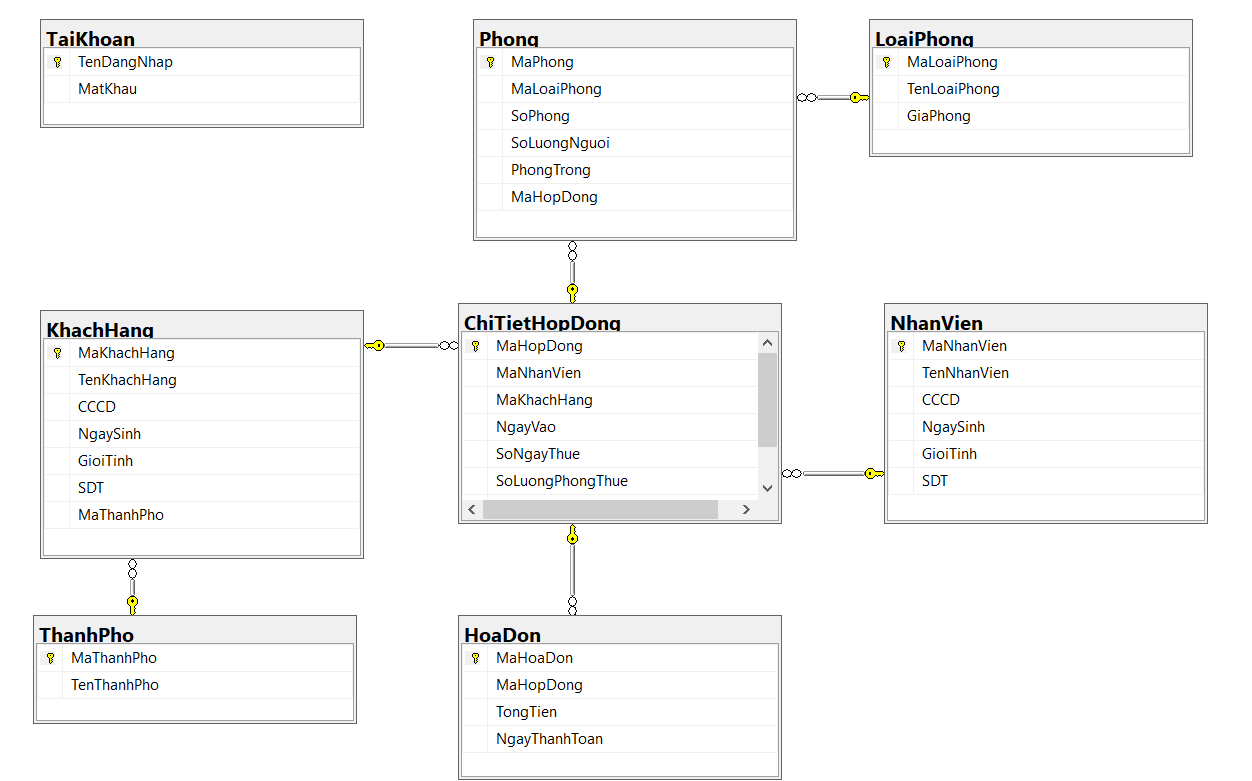 TaiKhoan
TenDangNhap
MatKhau
Phong
MaPhong
MaLoaiPhong
SoPhong
SoLuongNguoi
PhongTrong
MaHopDong
LoaiPhong
MaLoaiPhong
TenLoaiPhong
GiaPhong
KhachHang
MaKhachHang
TenKhachHang
CCCD
NgaySinh
GioiTinh
SDT
MaThanhPho
ChiTietHopDong
MaHopDong
MaNhanVien
MaKhachHang
NgayVao
SoNgayThue
SoLuongPhongThue
NhanVien
MaNhanVien
TenNhanVien
CCCD
NgaySinh
GioiTinh
SDT
ThanhPho
MaThanhPho
TenThanhPho
HoaDon
MaHoaDon
MaHopDong
TongTien
NgayThanhToan